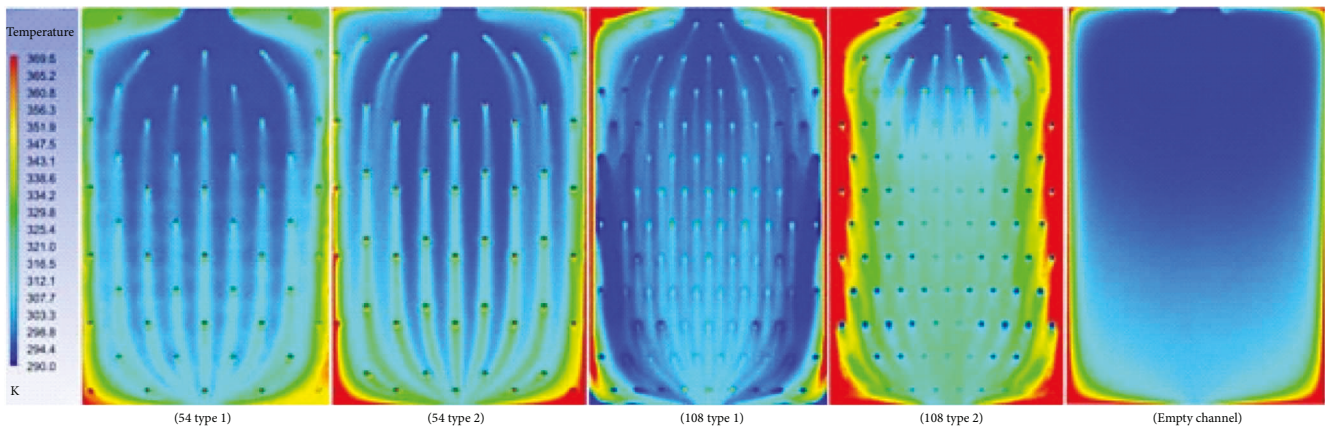 Temperature
369.5
365.2
360.8
356.3
351.9
347.5
343.1
338.6
334.2
329.8
325.4
321.0
316.5
312.1
307.7
303.3
298.8
294.4
290.0
K
(54 type 1)
(54 type 2)
(108 type 1)
(108 type 2)
(Empty channel)